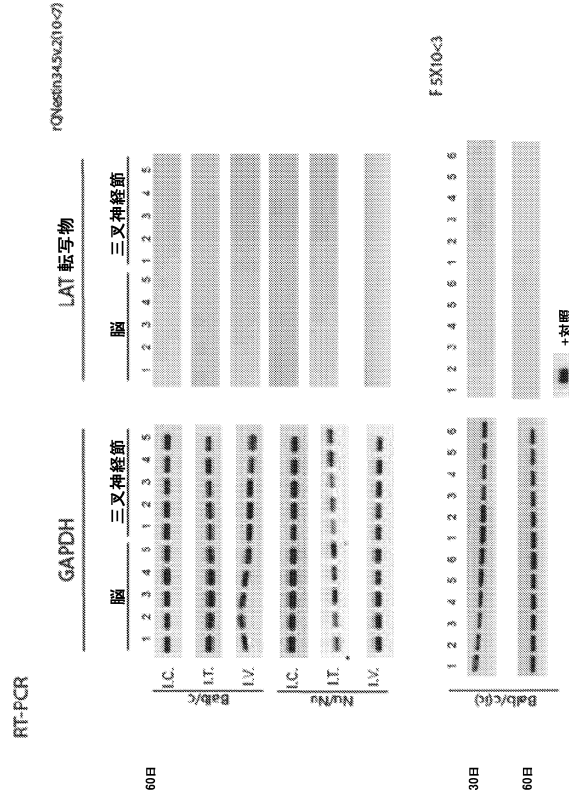 RT-PCR
rQNestin34.5v.2(10<7)
GAPDH
LAT 転写物
脳
三叉神経節
脳
三叉神経節
1 2 3 4 5 1 2 3 4 5
1 2 3 4 5 1 2 3 4 5
60日
Balb/c
I.C.
I.T.
I.V.
Nu/Nu
I.C.
I.T.
I.V.
F 5X10<3
1 2 3 4 5 6 1 2 3 4 5 6
1 2 3 4 5 6 1 2 3 4 5 6
30日
60日
Balb/c(ic)
+対照